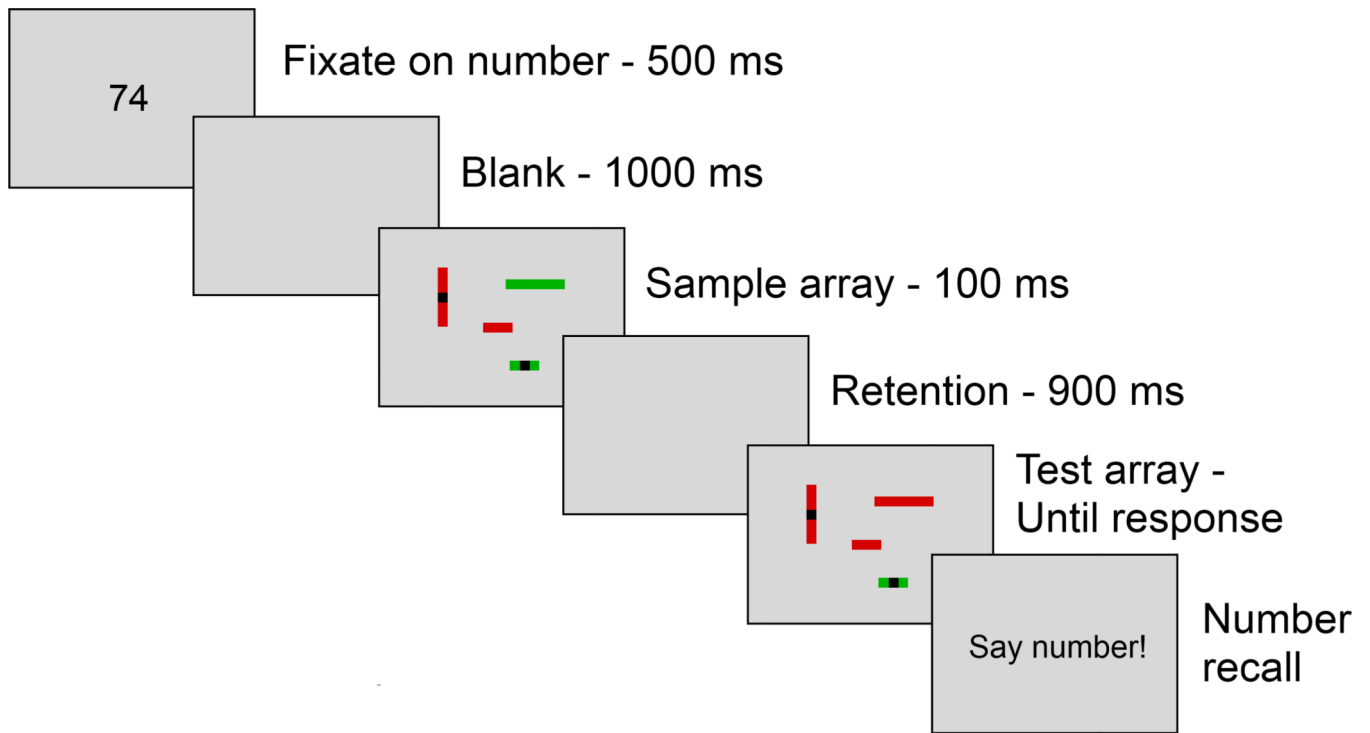 74
Fixate on number - 500 ms
Blank - 1000 ms
Sample array - 100 ms
Retention - 900 ms
Test array -
Until response
Say number!
Number
recall